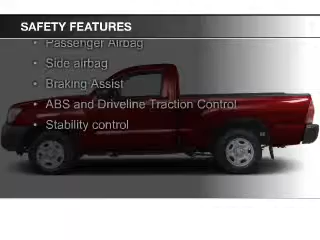 SAFETY FEATURES
• Passenger Airbag
• Side airbag
• Braking Assist
• ABS and Driveline Traction Control
• Stability control